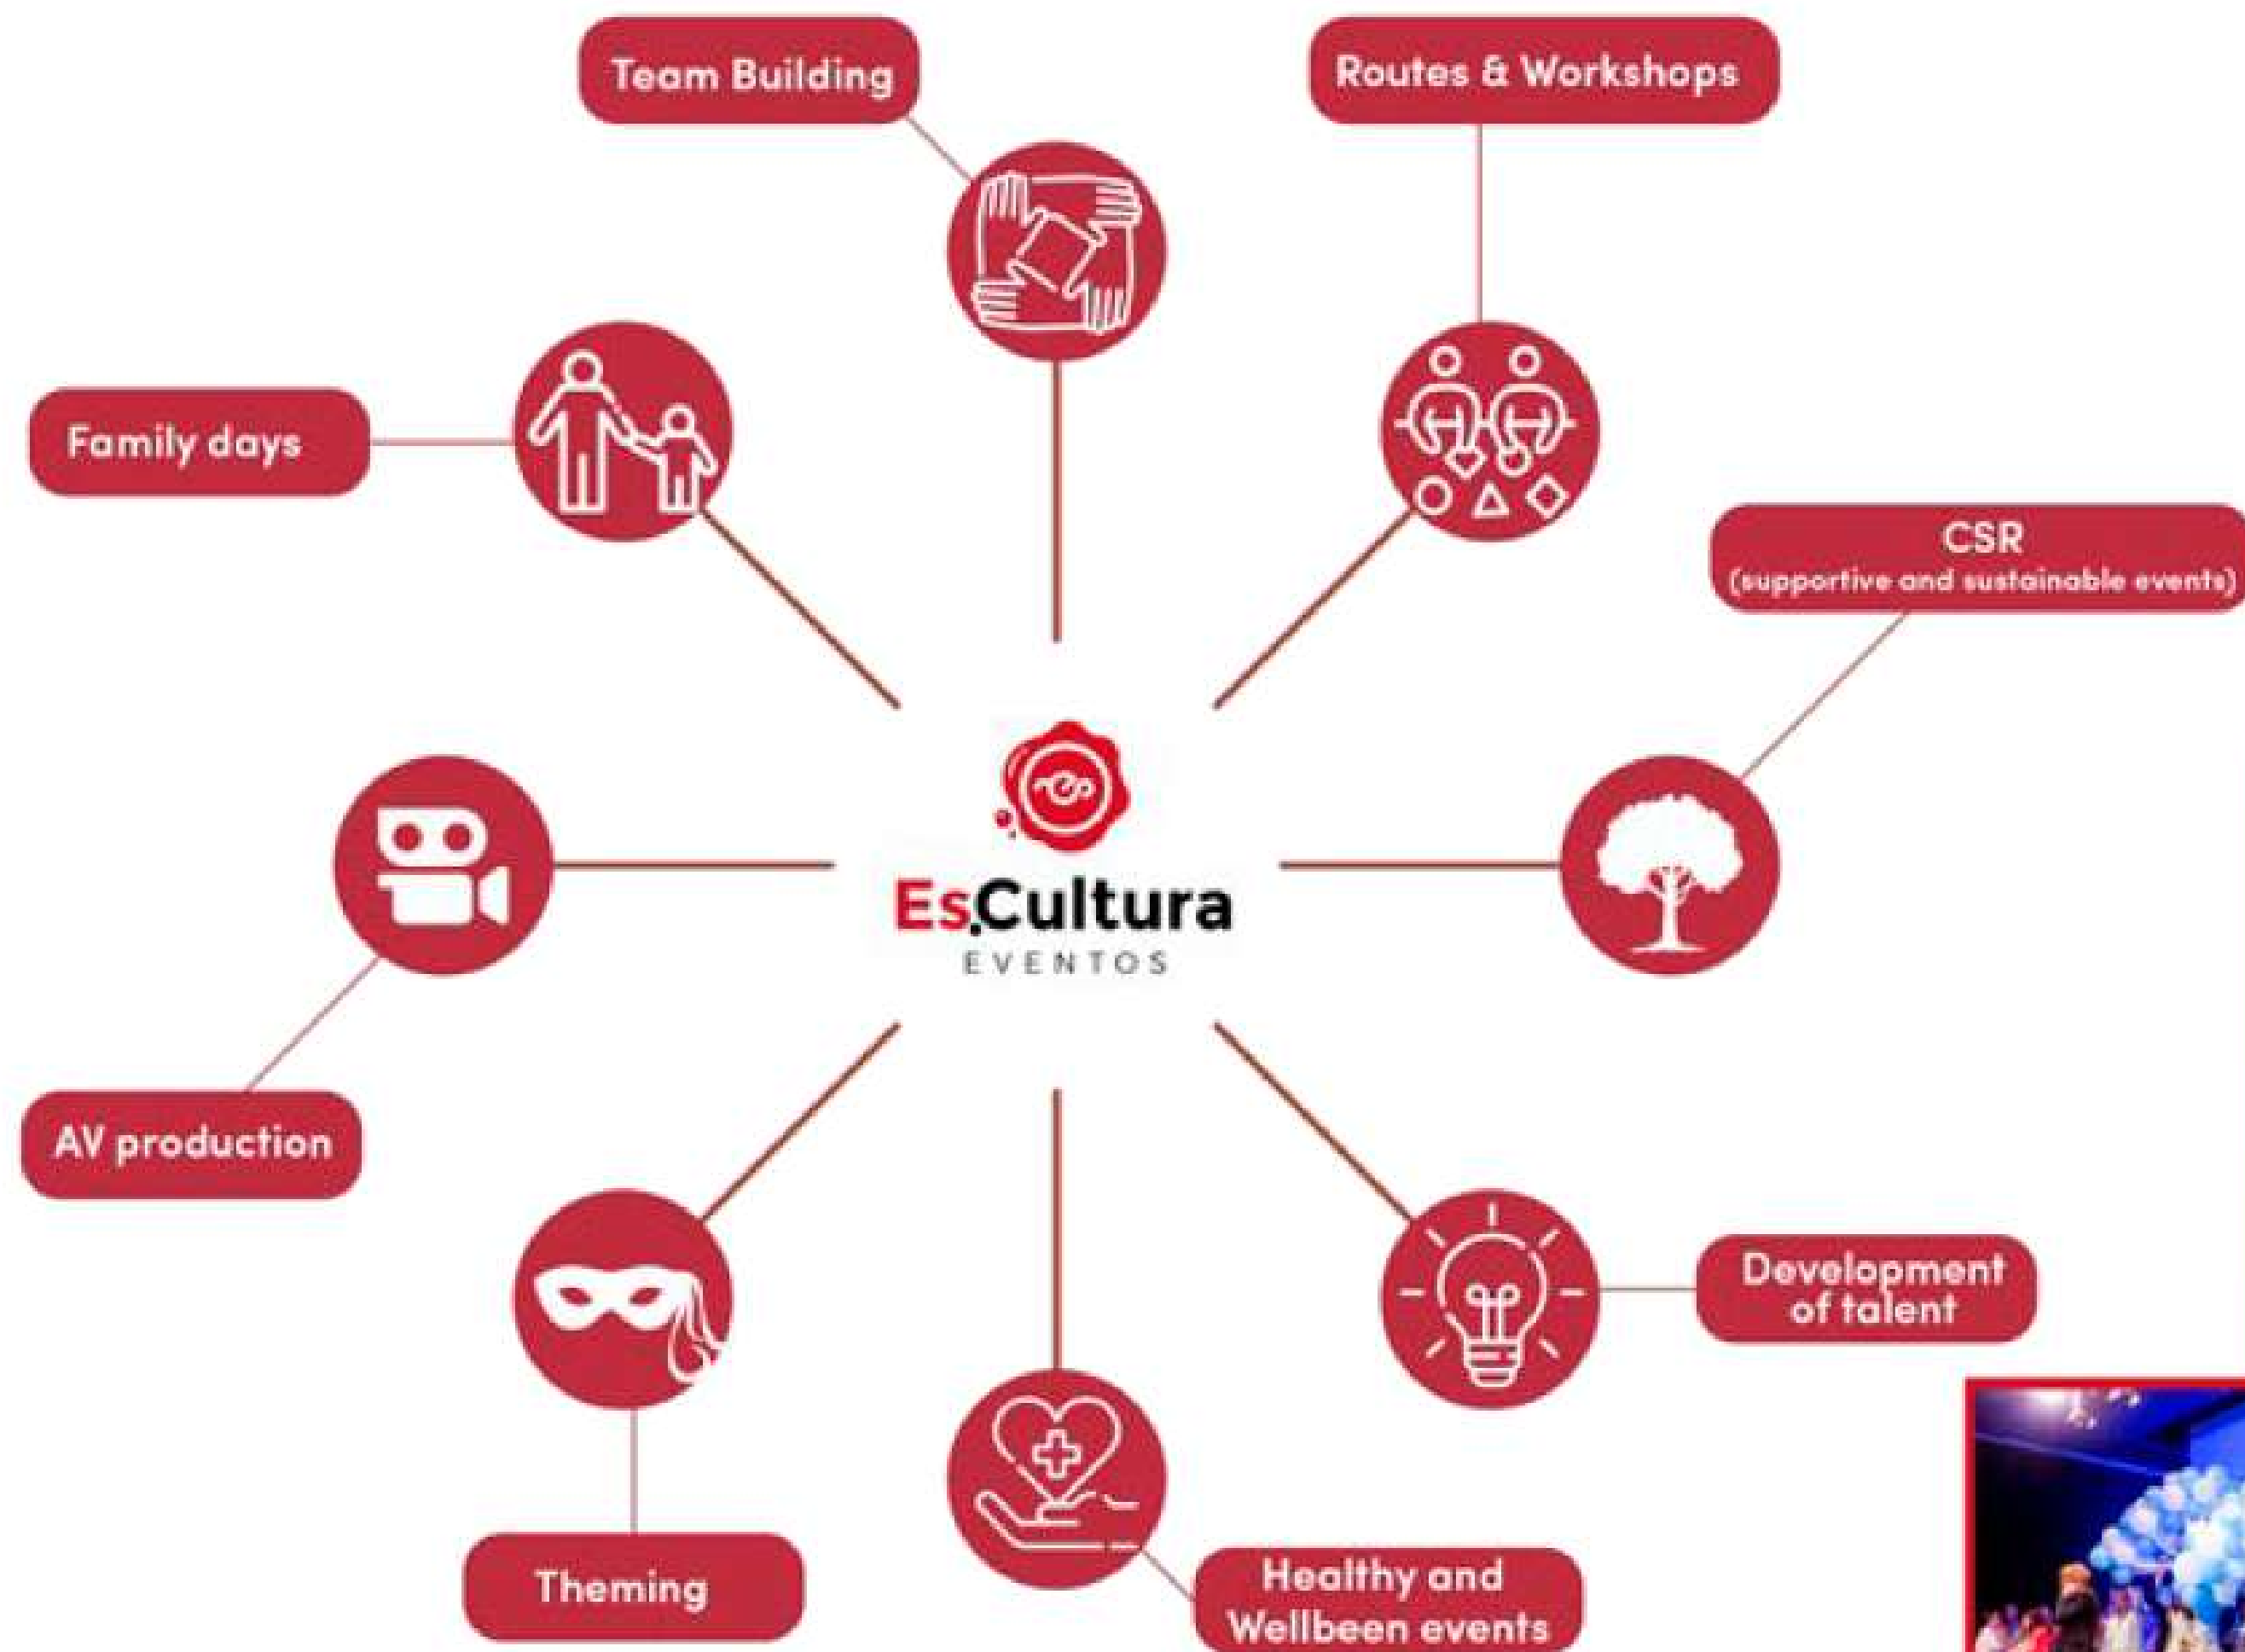 Team Building
Routes & Workshops
Family days
CSR
(supportive and sustainable events)
Es.Cultura
EVENTOS
AV production
Development
of talent
Theming
Healthy and
Wellbeen events